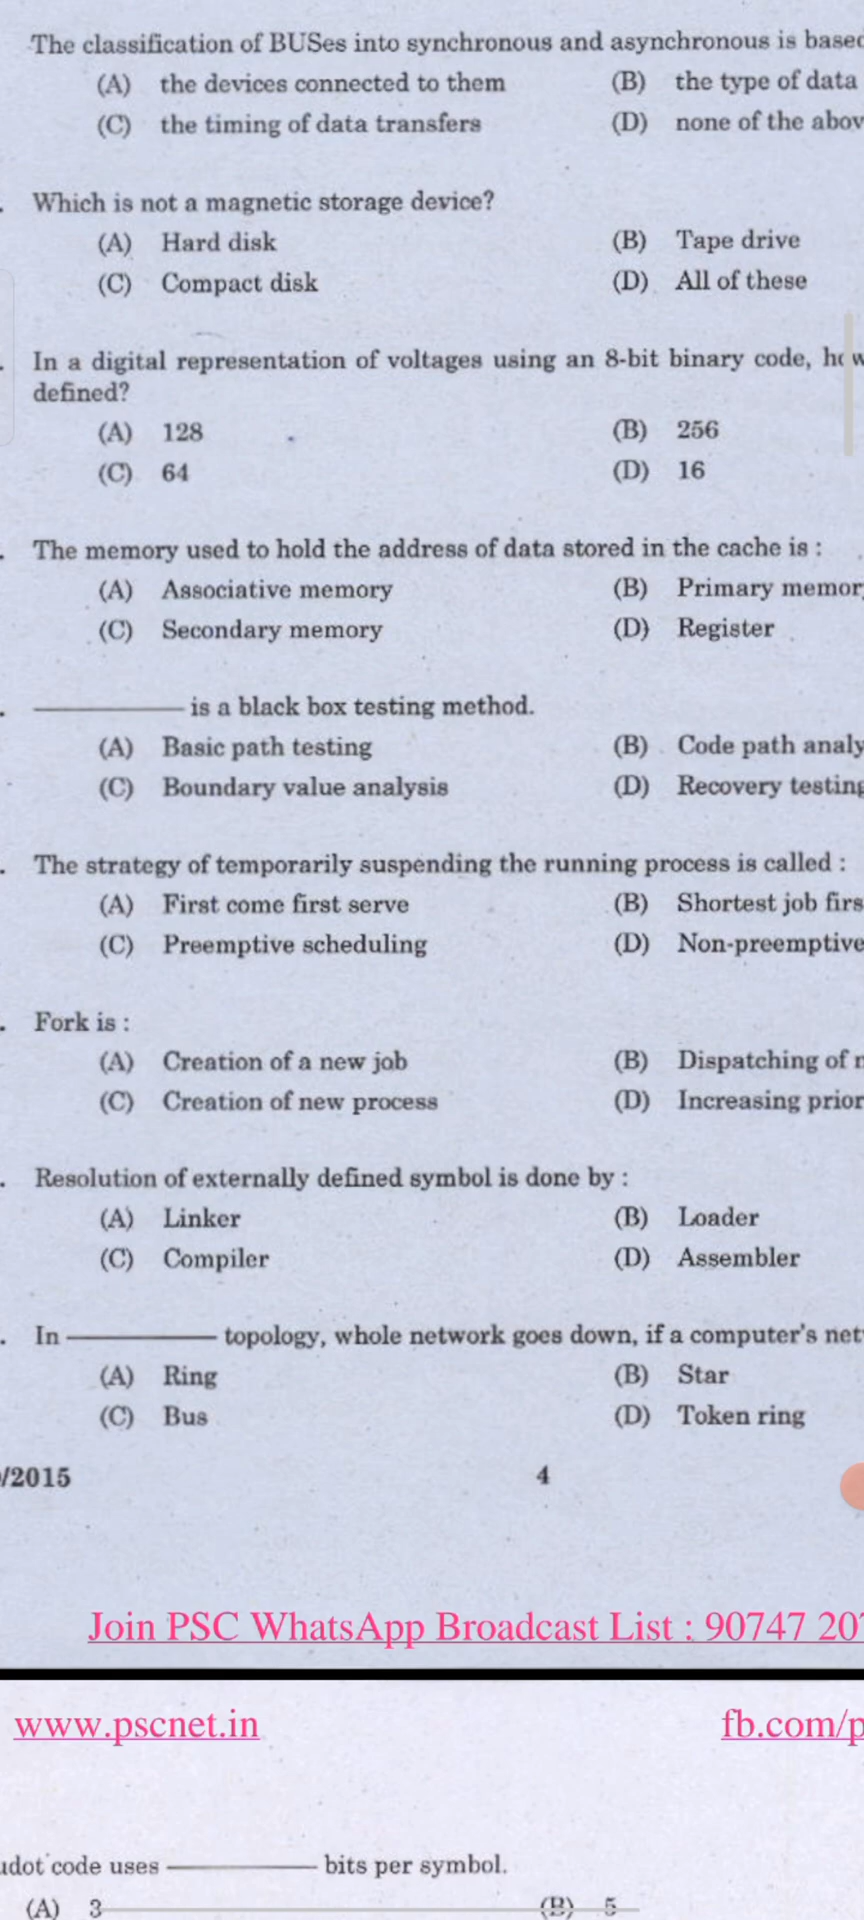 The classification of BUSes into synchronous and asynchronous is based
(A) the devices connected to them (B) the type of data
(C) the timing of data transfers (D) none of the abov
. Which is not a magnetic storage device?
(A) Hard disk (B) Tape drive
(C) Compact disk (D) All of these
. In a digital representation of voltages using an 8-bit binary code, how
defined?
(A) 128 (B) 256
(C) 64 (D) 16
. The memory used to hold the address of data stored in the cache is :
(A) Associative memory (B) Primary memor
(C) Secondary memory (D) Register
. ________ is a black box testing method.
(A) Basic path testing (B) Code path analy
(C) Boundary value analysis (D) Recovery testing
. The strategy of temporarily suspending the running process is called :
(A) First come first serve (B) Shortest job firs
(C) Preemptive scheduling (D) Non-preemptive
. Fork is :
(A) Creation of a new job (B) Dispatching of
(C) Creation of new process (D) Increasing prior
. Resolution of externally defined symbol is done by :
(A) Linker (B) Loader
(C) Compiler (D) Assembler
. In ________ topology, whole network goes down, if a computer's net
(A) Ring (B) Star
(C) Bus (D) Token ring
/2015 4
Join PSC WhatsApp Broadcast List : 90747 20
www.pscnet.in fb.com/p
udot code uses ________ bits per symbol.
(A) 3 (B) 5